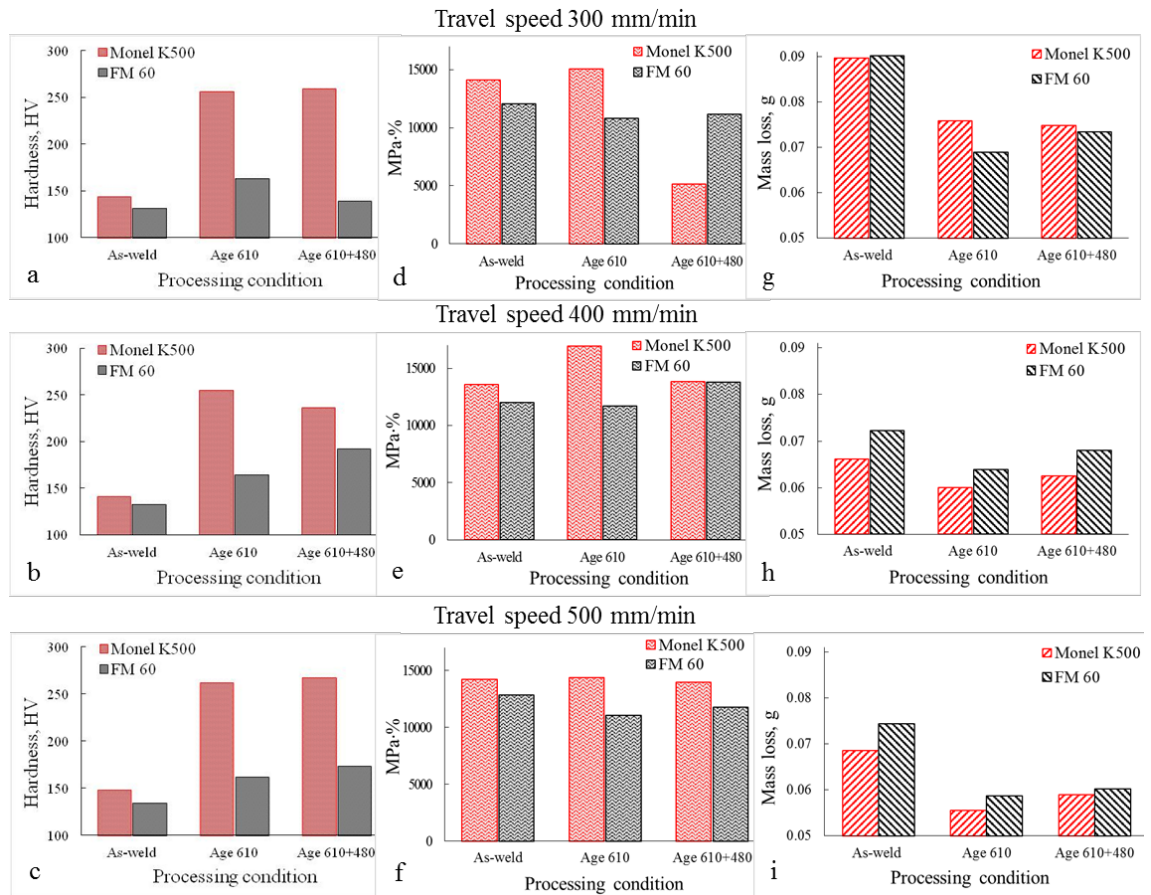 Travel speed 300 mm/min
Hardness, HV
300
250
200
150
100
Monel K500
FM 60
As-weld Age 610 Age 610+480
Processing condition
a
MPa·%
15000
10000
5000
0
Monel K500
FM 60
As-weld Age 610 Age 610+480
Processing condition
d
Mass loss, g
0.09
0.08
0.07
0.06
0.05
Monel K500
FM 60
As-weld Age 610 Age 610+480
Processing condition
g
Travel speed 400 mm/min
Hardness, HV
300
250
200
150
100
Monel K500
FM 60
As-weld Age 610 Age 610+480
Processing condition
b
MPa·%
15000
10000
5000
0
Monel K500
FM 60
As-weld Age 610 Age 610+480
Processing condition
e
Mass loss, g
0.09
0.08
0.07
0.06
0.05
Monel K500
FM 60
As-weld Age 610 Age 610+480
Processing condition
h
Travel speed 500 mm/min
Hardness, HV
300
250
200
150
100
Monel K500
FM 60
As-weld Age 610 Age 610+480
Processing condition
c
MPa·%
15000
10000
5000
0
Monel K500
FM 60
As-weld Age 610 Age 610+480
Processing condition
f
Mass loss, g
0.09
0.08
0.07
0.06
0.05
Monel K500
FM 60
As-weld Age 610 Age 610+480
Processing condition
i